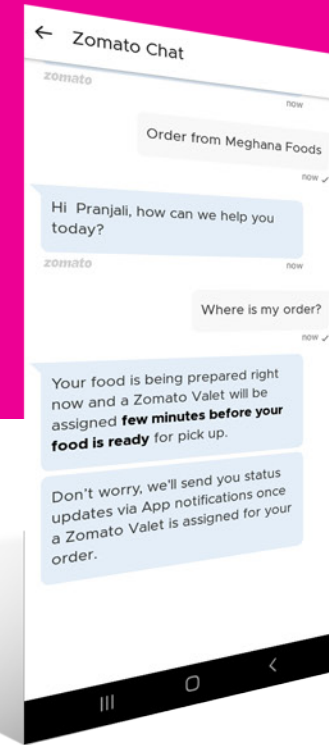 Zomato Chat
zomato
now
Order from Meghana Foods
now
Hi Pranjali, how can we help you
today?
zomato
now
Where is my order?
now
Your food is being prepared right
now and a Zomato Valet will be
assigned few minutes before your
food is ready for pick up.
Don't worry, we'll send you status
updates via App notifications once
a Zomato Valet is assigned for your
order.